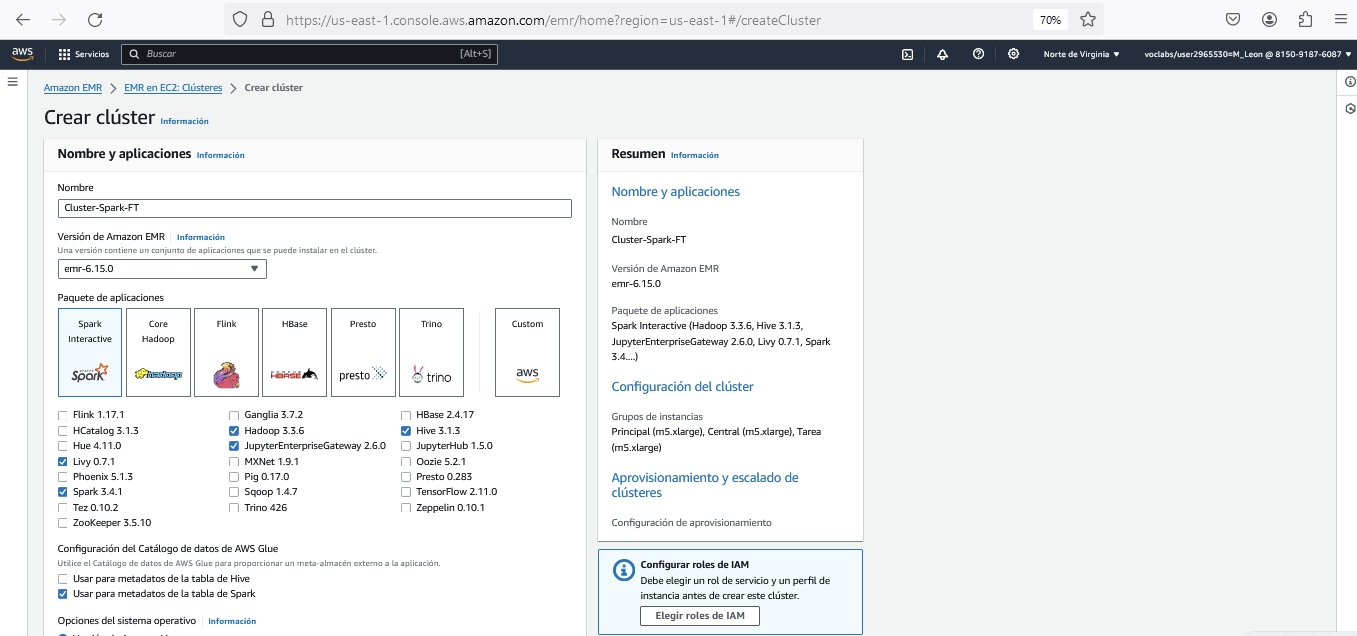 https://us-east-1.console.aws.amazon.com/emr/home?region=us-east-1#/createCluster
70%
aws
Servicios
Buscar
[Alt+S]
Norte de Virginia
voclabs/user2965530=M_Leon @ 8150-9187-6087
Amazon EMR
EMR en EC2: Clústeres
Crear clúster
Crear clúster Información
Nombre y aplicaciones Información
Nombre
Cluster-Spark-FT
Versión de Amazon EMR Información
Una versión contiene un conjunto de aplicaciones que se puede instalar en el clúster.
emr-6.15.0
Paquete de aplicaciones
Spark Interactive
APACHE Spark
Core Hadoop
hadoop
Flink
HBase
APACHE HBASE
Presto
presto
Trino
trino
Custom
aws
Flink 1.17.1 Ganglia 3.7.2 HBase 2.4.17
HCatalog 3.1.3 Hadoop 3.3.6 Hive 3.1.3
Hue 4.11.0 JupyterEnterpriseGateway 2.6.0 JupyterHub 1.5.0
Livy 0.7.1 MXNet 1.9.1 Oozie 5.2.1
Phoenix 5.1.3 Pig 0.17.0 Presto 0.283
Spark 3.4.1 Sqoop 1.4.7 TensorFlow 2.11.0
Tez 0.10.2 Trino 426 Zeppelin 0.10.1
ZooKeeper 3.5.10
Configuración del Catálogo de datos de AWS Glue
Utilice el Catálogo de datos de AWS Glue para proporcionar un meta-almacén externo a la aplicación.
Usar para metadatos de la tabla de Hive
Usar para metadatos de la tabla de Spark
Opciones del sistema operativo Información
Resumen Información
Nombre y aplicaciones
Nombre
Cluster-Spark-FT
Versión de Amazon EMR
emr-6.15.0
Paquete de aplicaciones
Spark Interactive (Hadoop 3.3.6, Hive 3.1.3,
JupyterEnterpriseGateway 2.6.0, Livy 0.7.1, Spark
3.4....)
Configuración del clúster
Grupos de instancias
Principal (m5.xlarge), Central (m5.xlarge), Tarea
(m5.xlarge)
Aprovisionamiento y escalado de
clústeres
Configuración de aprovisionamiento
Configurar roles de IAM
Debe elegir un rol de servicio y un perfil de
instancia antes de crear este clúster.
Elegir roles de IAM